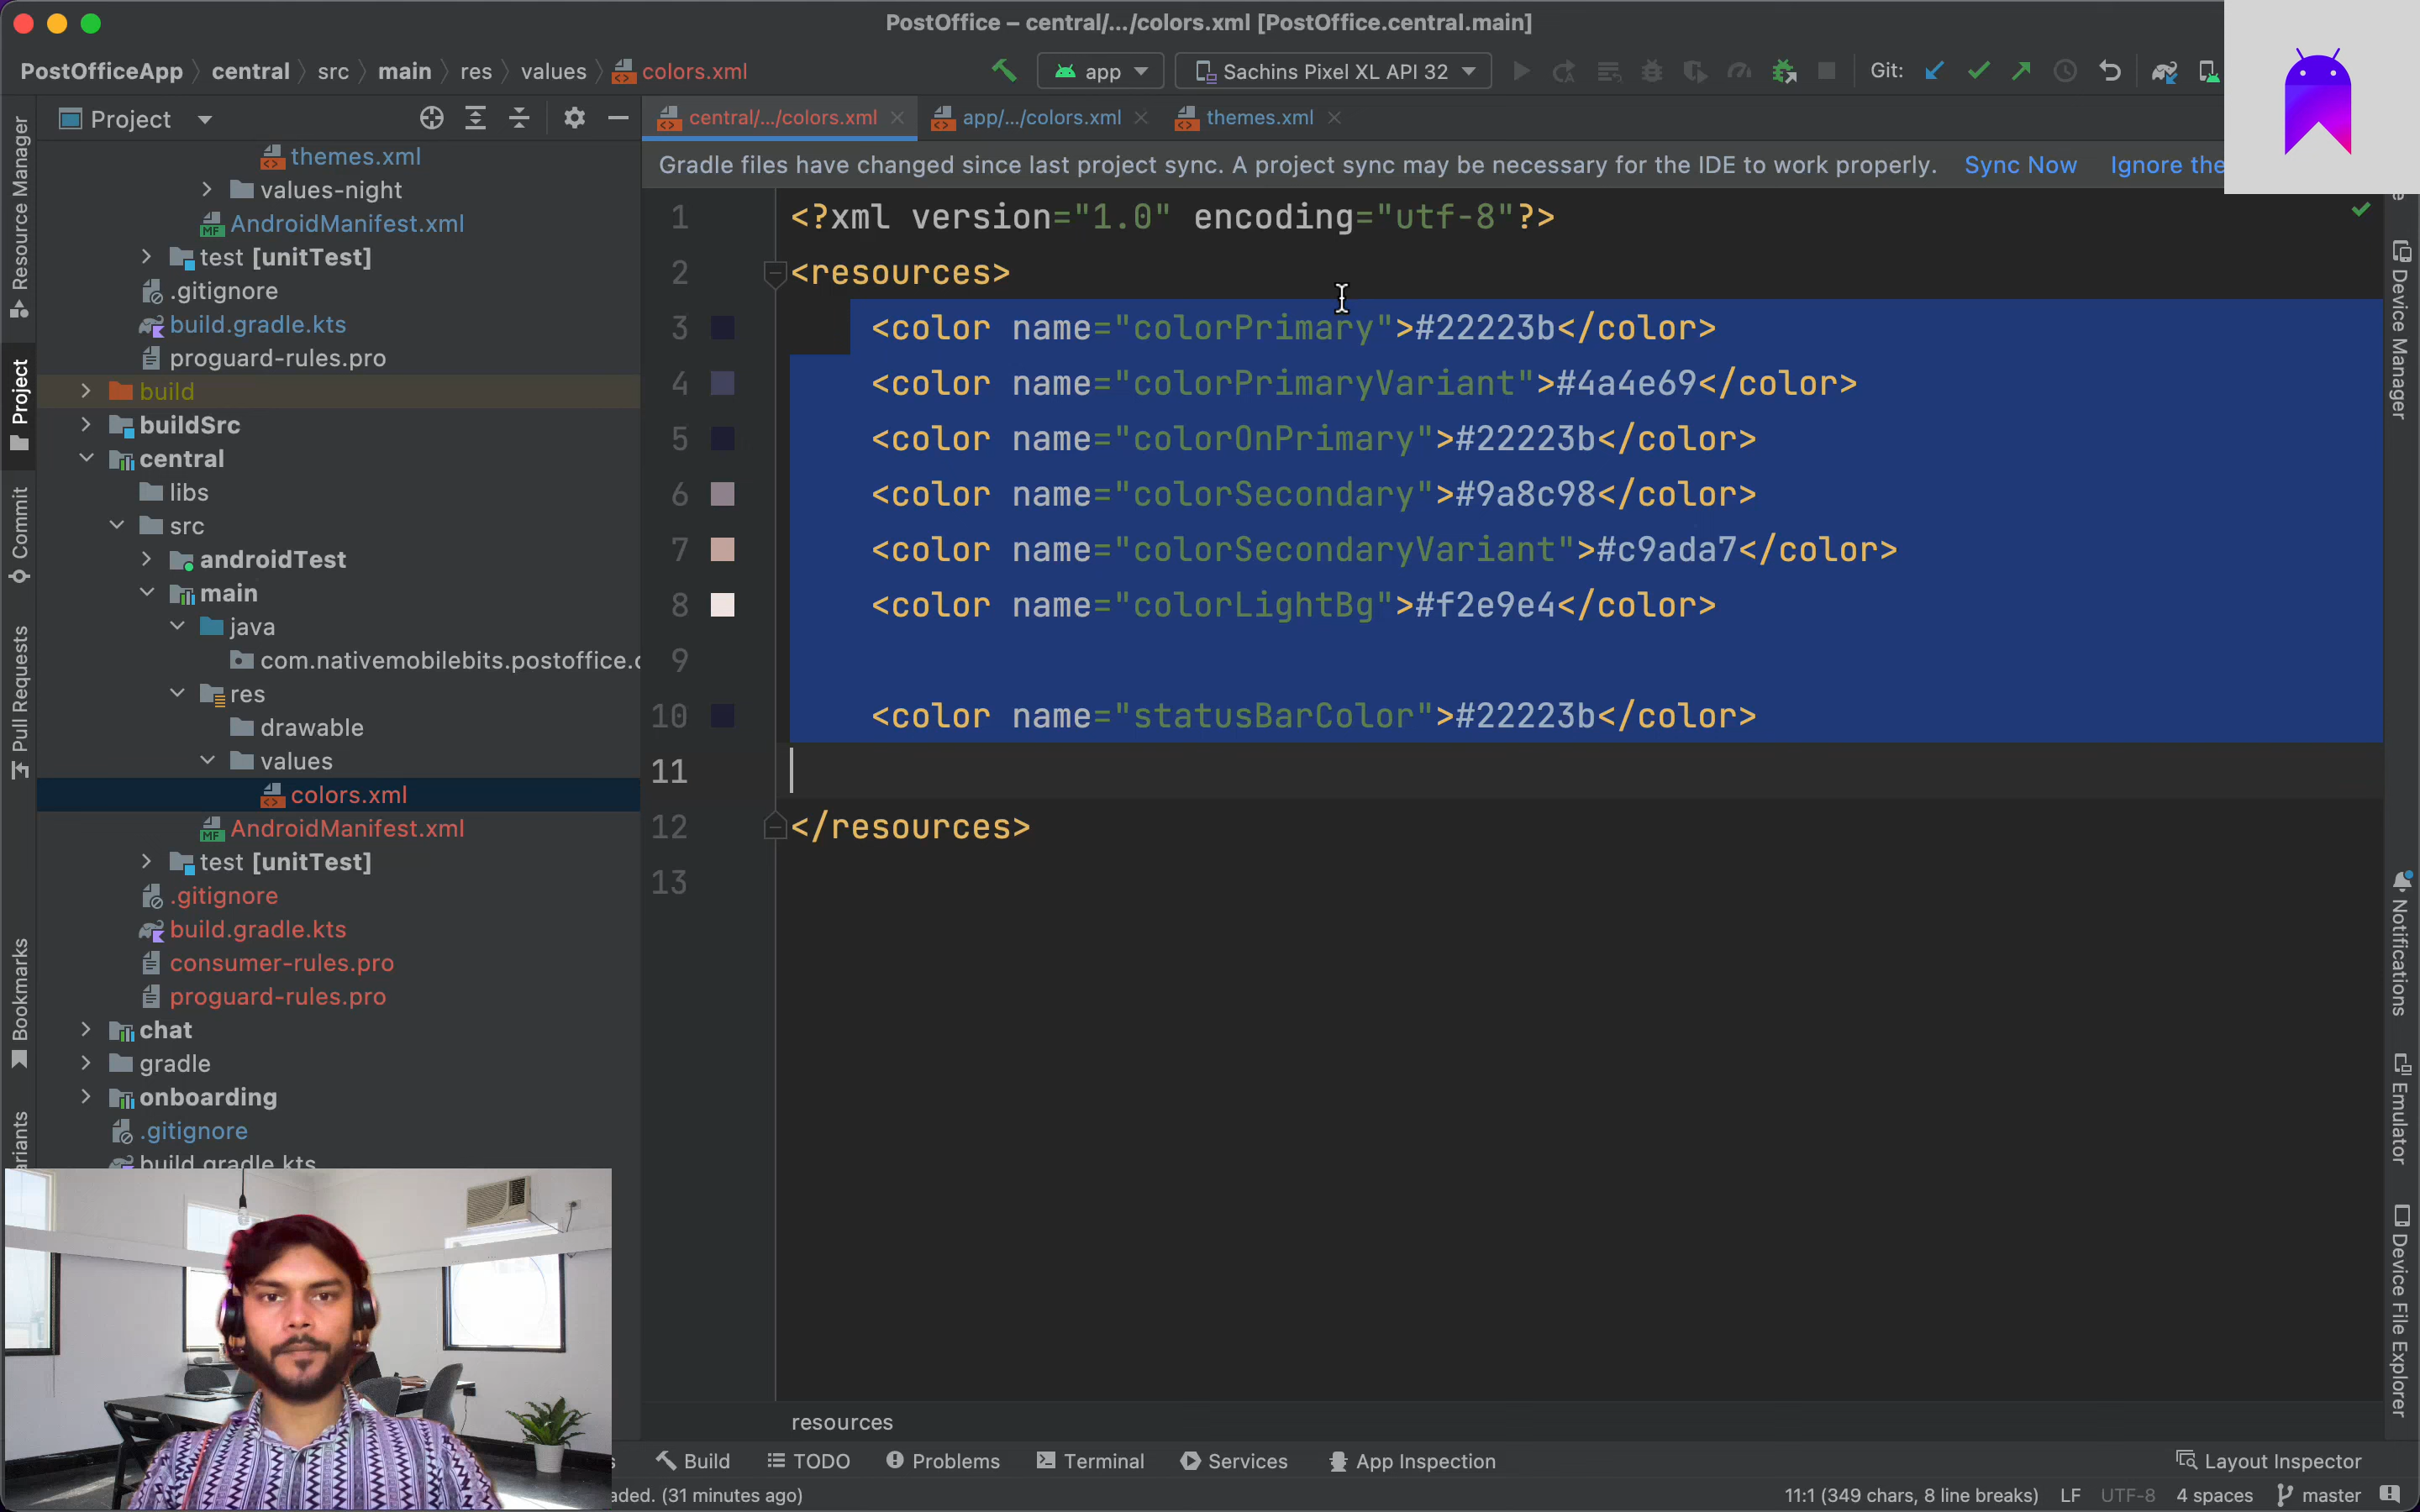 PostOffice – central/.../colors.xml [PostOffice.central.main]
PostOfficeApp central src main res values colors.xml
app Sachins Pixel XL API 32 Git:
Project
central/.../colors.xml app/.../colors.xml themes.xml
Gradle files have changed since last project sync. A project sync may be necessary for the IDE to work properly. Sync Now Ignore the
Resource Manager
Project
Commit
Pull Requests
Bookmarks
ariants
themes.xml
values-night
AndroidManifest.xml
test [unitTest]
.gitignore
build.gradle.kts
proguard-rules.pro
build
buildSrc
central
libs
src
androidTest
main
java
com.nativemobilebits.postoffice.c
res
drawable
values
colors.xml
AndroidManifest.xml
test [unitTest]
.gitignore
build.gradle.kts
consumer-rules.pro
proguard-rules.pro
chat
gradle
onboarding
.gitignore
build.gradle.kts
1 <?xml version="1.0" encoding="utf-8"?>
2 <resources>
3 <color name="colorPrimary">#22223b</color>
4 <color name="colorPrimaryVariant">#4a4e69</color>
5 <color name="colorOnPrimary">#22223b</color>
6 <color name="colorSecondary">#9a8c98</color>
7 <color name="colorSecondaryVariant">#c9ada7</color>
8 <color name="colorLightBg">#f2e9e4</color>
9
10 <color name="statusBarColor">#22223b</color>
11
12 </resources>
13
Device Manager
Notifications
Emulator
Device File Explorer
resources
Build TODO Problems Terminal Services App Inspection Layout Inspector
aded. (31 minutes ago) 11:1 (349 chars, 8 line breaks) LF UTF-8 4 spaces master